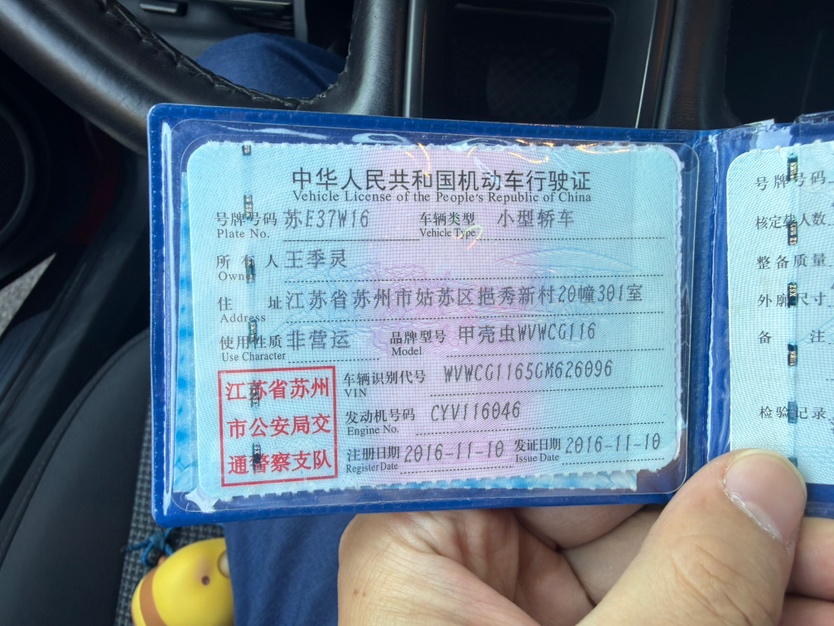 中华人民共和国机动车行驶证
Vehicle License of the People's Republic of China
号牌号码 苏E37W16 车辆类型 小型轿车
Plate No. Vehicle Type
所有人 王季灵
Owner
住址 江苏省苏州市姑苏区挹秀新村20幢301室
Address
使用性质 非营运 品牌型号 甲壳虫WVWCG116
Use Character Model
江苏省苏州
市公安局交
通警察支队
车辆识别代号 WVWCG1165GM626096
VIN
发动机号码 CYV116046
Engine No.
注册日期 2016-11-10 发证日期 2016-11-10
Register Date Issue Date
号牌号码
核定载人数
整备质量
外廓尺寸
备注
检验记录